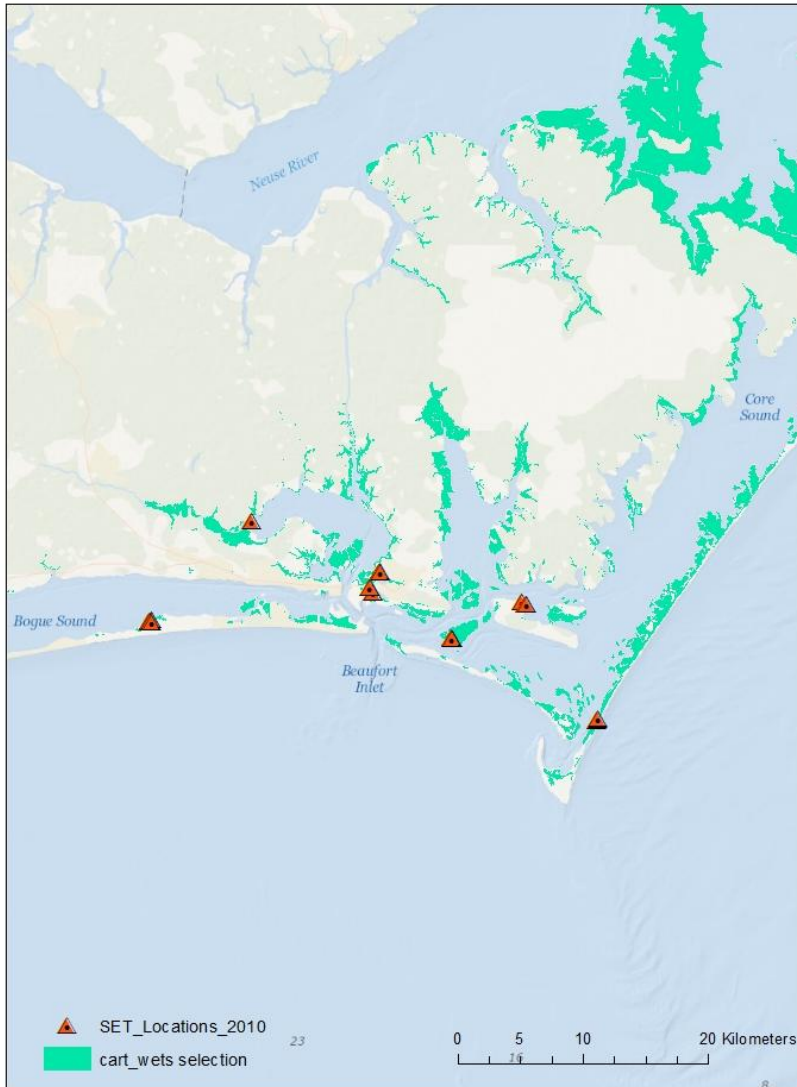 Neuse River
Core
Sound
Bogue Sound
Beaufort
Inlet
SET_Locations_2010
cart_wets selection
23
0 5 10 20 Kilometers
16
8